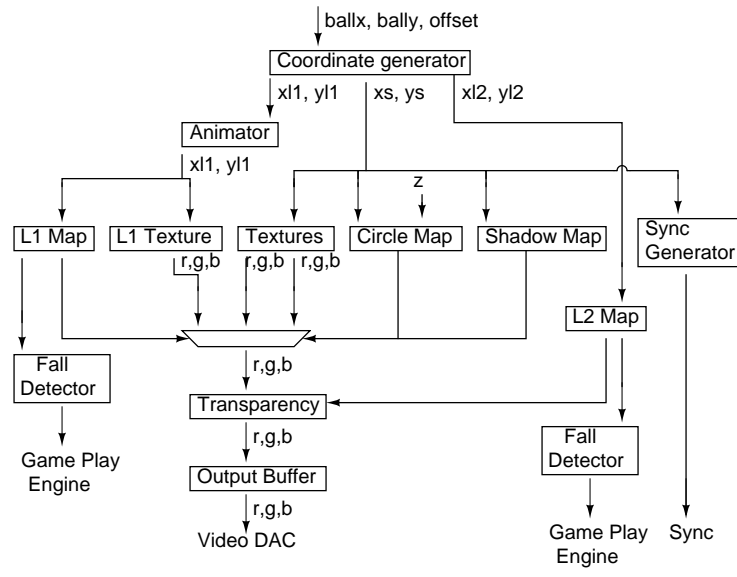 ballx, bally, offset
Coordinate generator
xl1, yl1
xs, ys
xl2, yl2
Animator
xl1, yl1
z
L1 Map
L1 Texture
Textures
Circle Map
Shadow Map
Sync
Generator
r,g,b
r,g,b
r,g,b
L2 Map
Fall
Detector
r,g,b
Transparency
r,g,b
Fall
Detector
Game Play
Engine
Output Buffer
r,g,b
Video DAC
Game Play
Engine
Sync